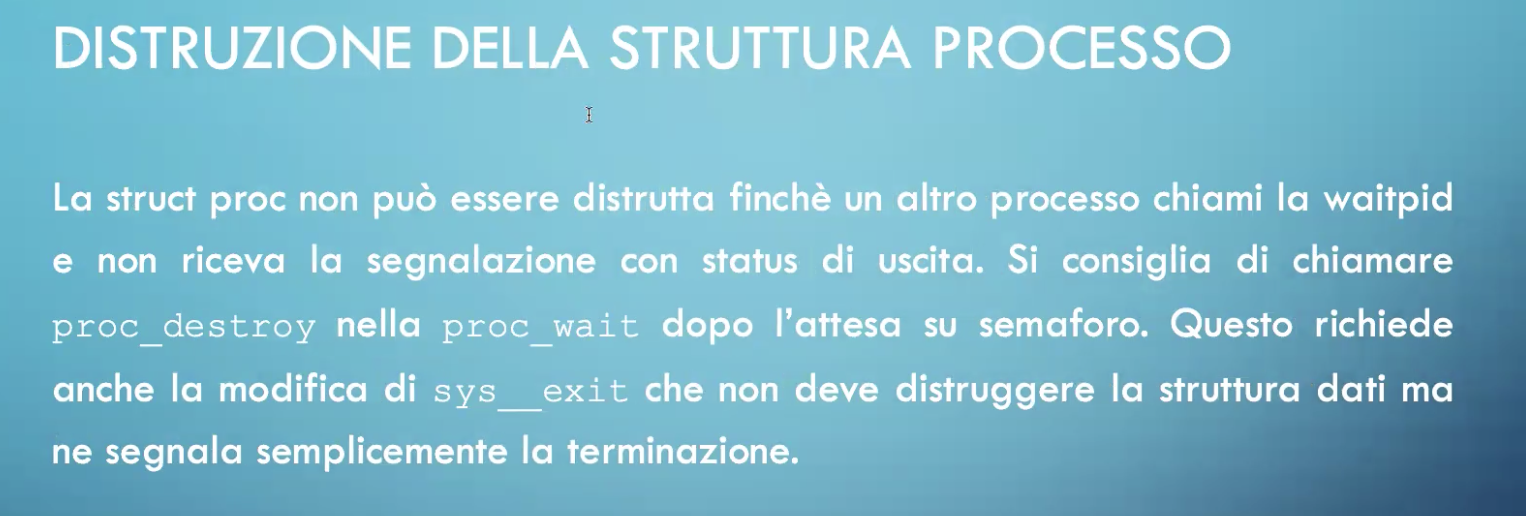 DISTRUZIONE DELLA STRUTTURA PROCESSO
La struct proc non può essere distrutta finchè un altro processo chiami la waitpid
e non riceva la segnalazione con status di uscita. Si consiglia di chiamare
proc_destroy nella proc_wait dopo l’attesa su semaforo. Questo richiede
anche la modifica di sys__exit che non deve distruggere la struttura dati ma
ne segnala semplicemente la terminazione.